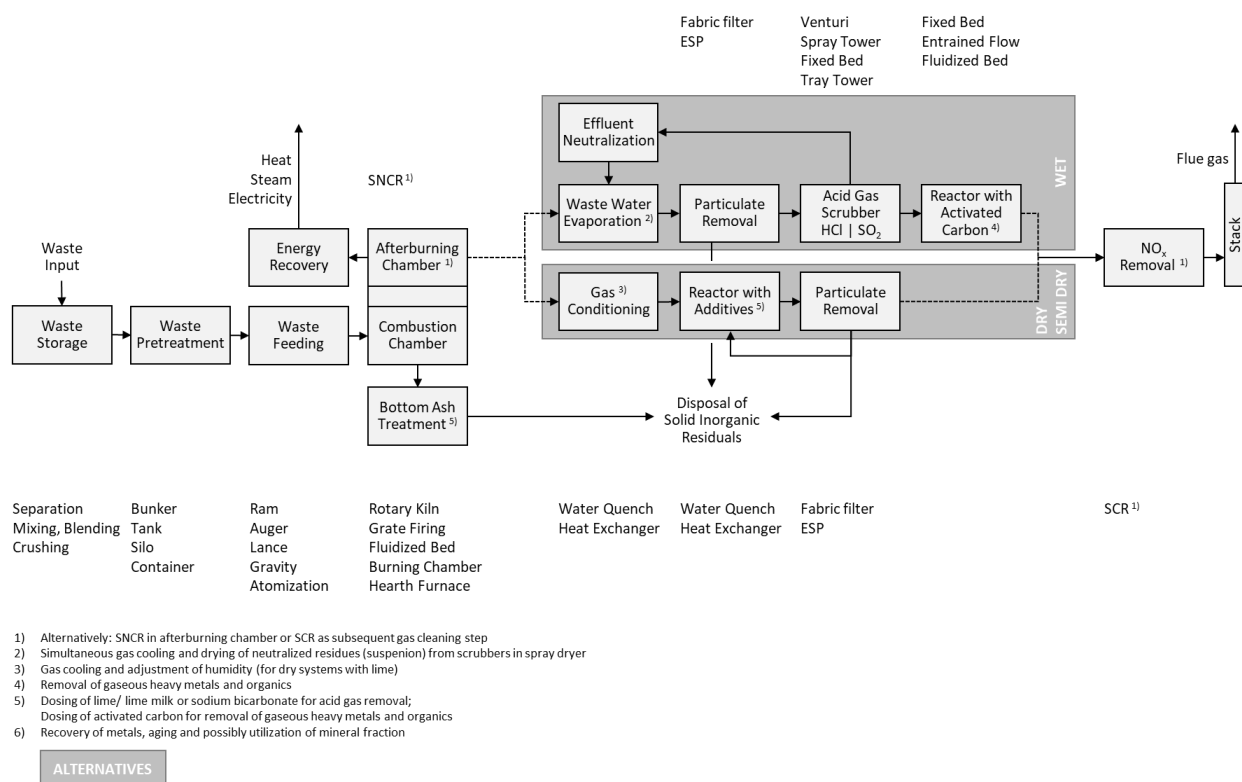 Fabric filter
ESP
Venturi
Spray Tower
Fixed Bed
Tray Tower
Fixed Bed
Entrained Flow
Fluidized Bed
Effluent
Neutralization
WET
Heat
Steam
Electricity
SNCR 1)
Flue gas
Waste Water
Evaporation 2)
Particulate
Removal
Acid Gas
Scrubber
HCl | SO2
Reactor with
Activated
Carbon 4)
Waste
Input
Energy
Recovery
Afterburning
Chamber 1)
NOx
Removal 1)
Stack
Gas 3)
Conditioning
Reactor with
Additives 5)
Particulate
Removal
DRY
SEMI DRY
Waste
Storage
Waste
Pretreatment
Waste
Feeding
Combustion
Chamber
Bottom Ash
Treatment 5)
Disposal of
Solid Inorganic
Residuals
Separation
Mixing, Blending
Crushing
Bunker
Tank
Silo
Container
Ram
Auger
Lance
Gravity
Atomization
Rotary Kiln
Grate Firing
Fluidized Bed
Burning Chamber
Hearth Furnace
Water Quench
Heat Exchanger
Water Quench
Heat Exchanger
Fabric filter
ESP
SCR 1)
1) Alternatively: SNCR in afterburning chamber or SCR as subsequent gas cleaning step
2) Simultaneous gas cooling and drying of neutralized residues (suspenion) from scrubbers in spray dryer
3) Gas cooling and adjustment of humidity (for dry systems with lime)
4) Removal of gaseous heavy metals and organics
5) Dosing of lime/ lime milk or sodium bicarbonate for acid gas removal;
Dosing of activated carbon for removal of gaseous heavy metals and organics
6) Recovery of metals, aging and possibly utilization of mineral fraction
ALTERNATIVES